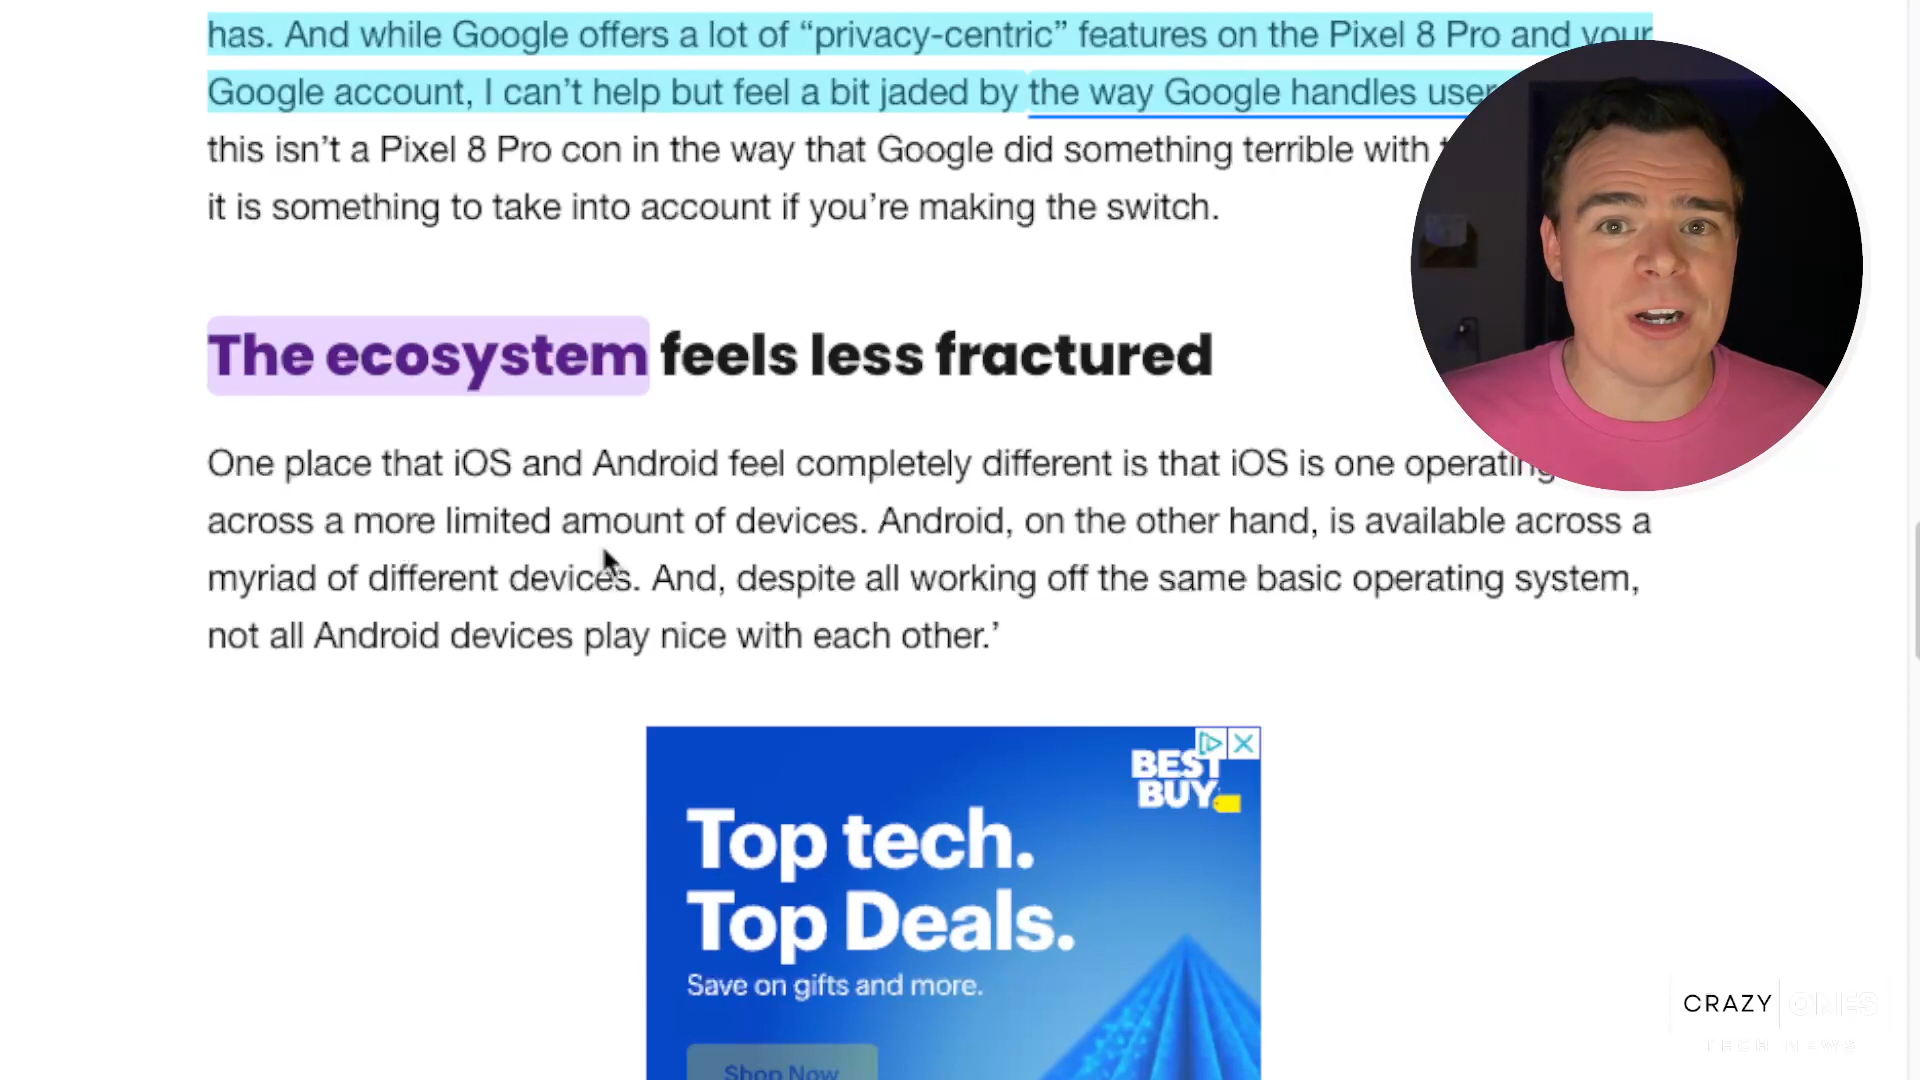 has. And while Google offers a lot of “privacy-centric” features on the Pixel 8 Pro and your
Google account, I can’t help but feel a bit jaded by the way Google handles user
this isn’t a Pixel 8 Pro con in the way that Google did something terrible with
it is something to take into account if you’re making the switch.
The ecosystem feels less fractured
One place that iOS and Android feel completely different is that iOS is one operating
across a more limited amount of devices. Android, on the other hand, is available across a
myriad of different devices. And, despite all working off the same basic operating system,
not all Android devices play nice with each other.’
BEST
BUY
Top tech.
Top Deals.
Save on gifts and more.
Shop Now
CRAZY ONES
TECH NEWS